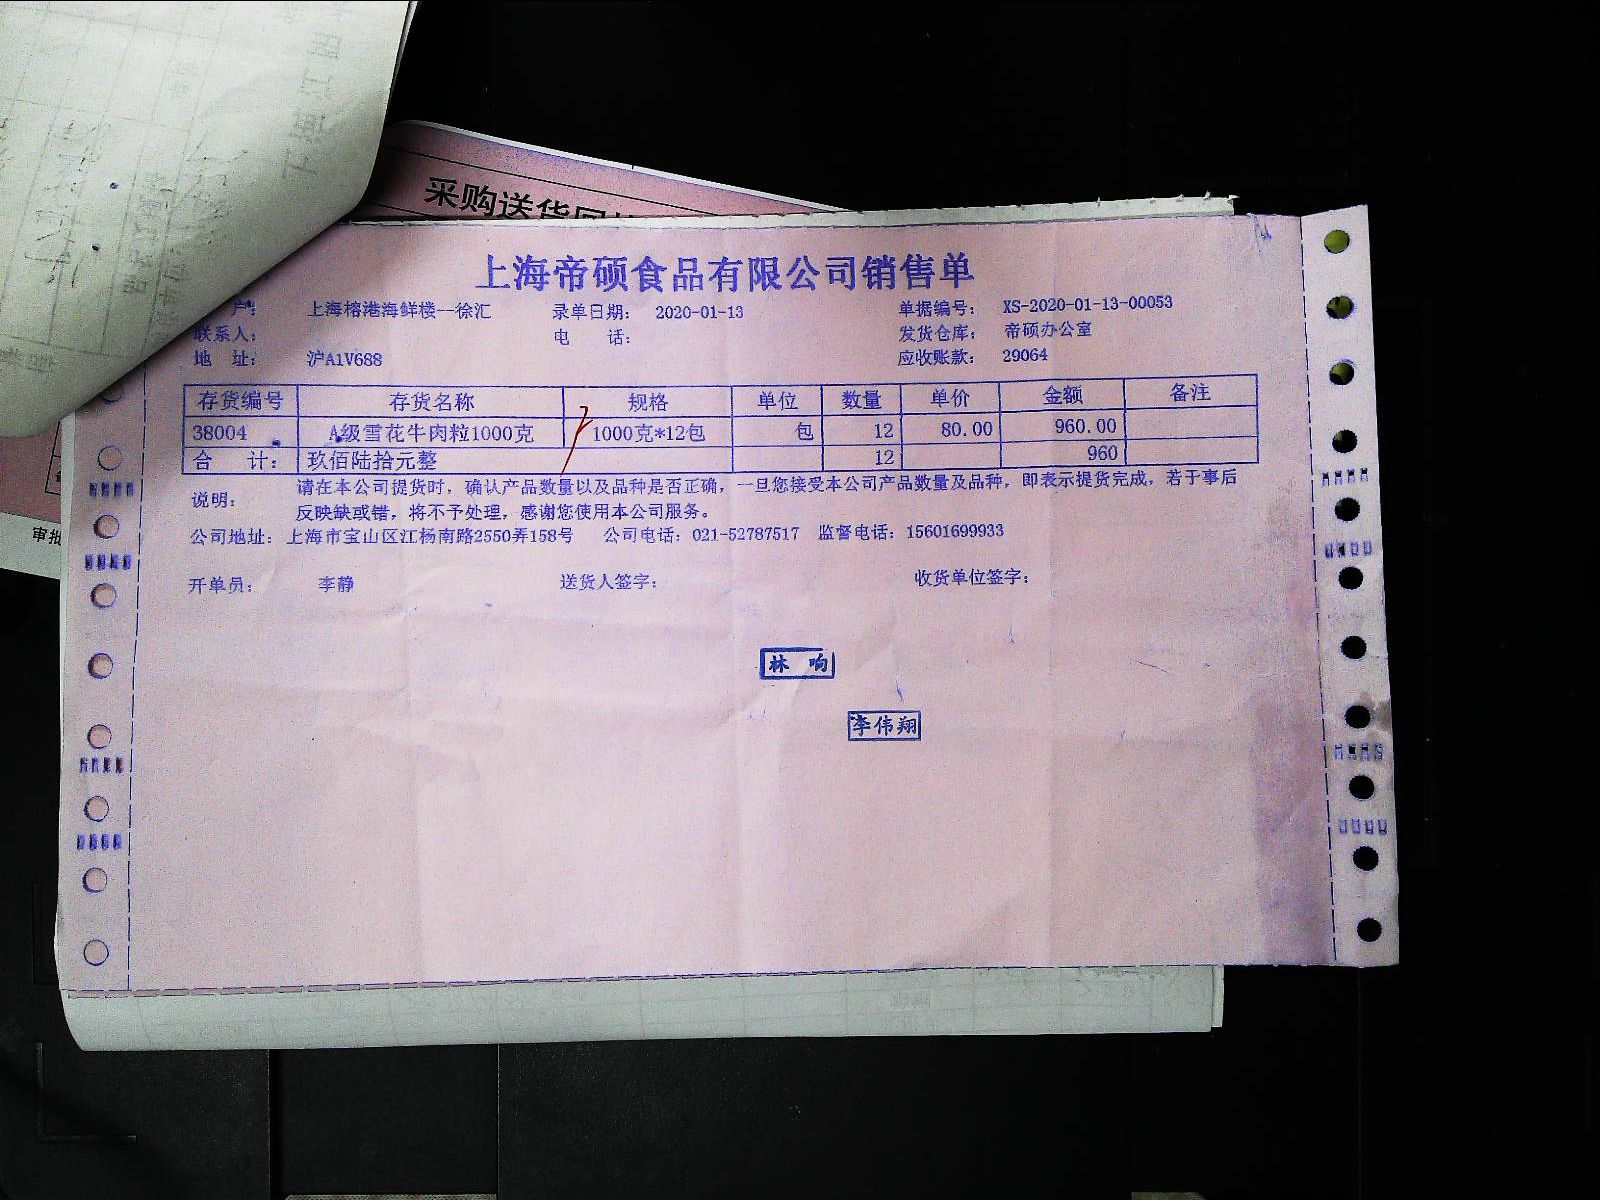 采购送货回
上海帝硕食品有限公司销售单
户: 上海榕港海鲜楼--徐汇 录单日期: 2020-01-13 单据编号: XS-2020-01-13-00053
联系人: 电 话: 发货仓库: 帝硕办公室
地 址: 沪A1V688 应收账款: 29064
存货编号 存货名称 规格 单位 数量 单价 金额 备注
38004 A级雪花牛肉粒1000克 1000克*12包 包 12 80.00 960.00
合 计: 玖佰陆拾元整 12 960
说明: 请在本公司提货时，确认产品数量以及品种是否正确，一旦您接受本公司产品数量及品种，即表示提货完成，若于事后
反映缺或错，将不予处理，感谢您使用本公司服务。
公司地址: 上海市宝山区江杨南路2550弄158号 公司电话: 021-52787517 监督电话: 15601699933
开单员: 李静 送货人签字: 收货单位签字:
林 响
李伟翔
审批